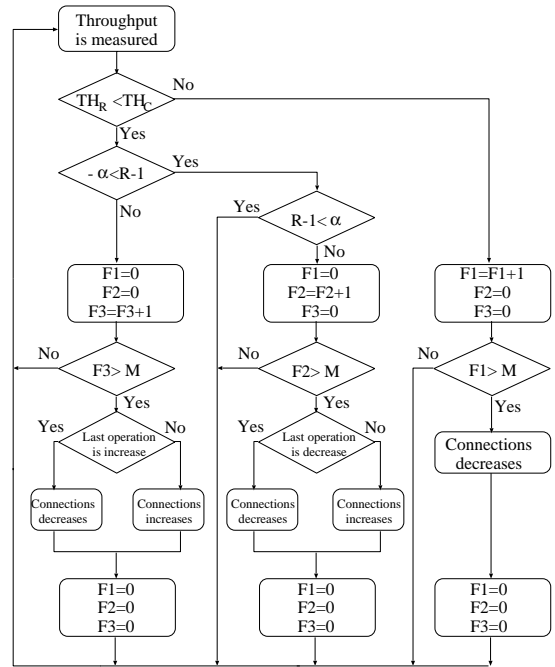 Throughput
is measured
No
TH_R <TH_C
Yes
- α<R-1
Yes
No
Yes
R-1< α
No
F1=0
F2=0
F3=F3+1
F1=0
F2=F2+1
F3=0
F1=F1+1
F2=0
F3=0
No
F3> M
Yes
No
F2> M
Yes
No
F1> M
Yes
Yes
Last operation
is increase
No
Yes
Last operation
is decrease
No
Connections
decreases
Connections
decreases
Connections
increases
Connections
decreases
Connections
increases
F1=0
F2=0
F3=0
F1=0
F2=0
F3=0
F1=0
F2=0
F3=0